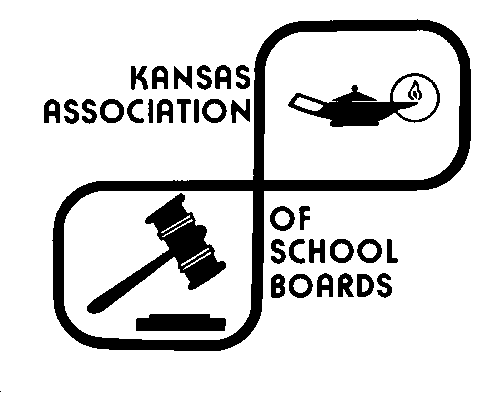 KANSAS
ASSOCIATION
OF
SCHOOL
BOARDS